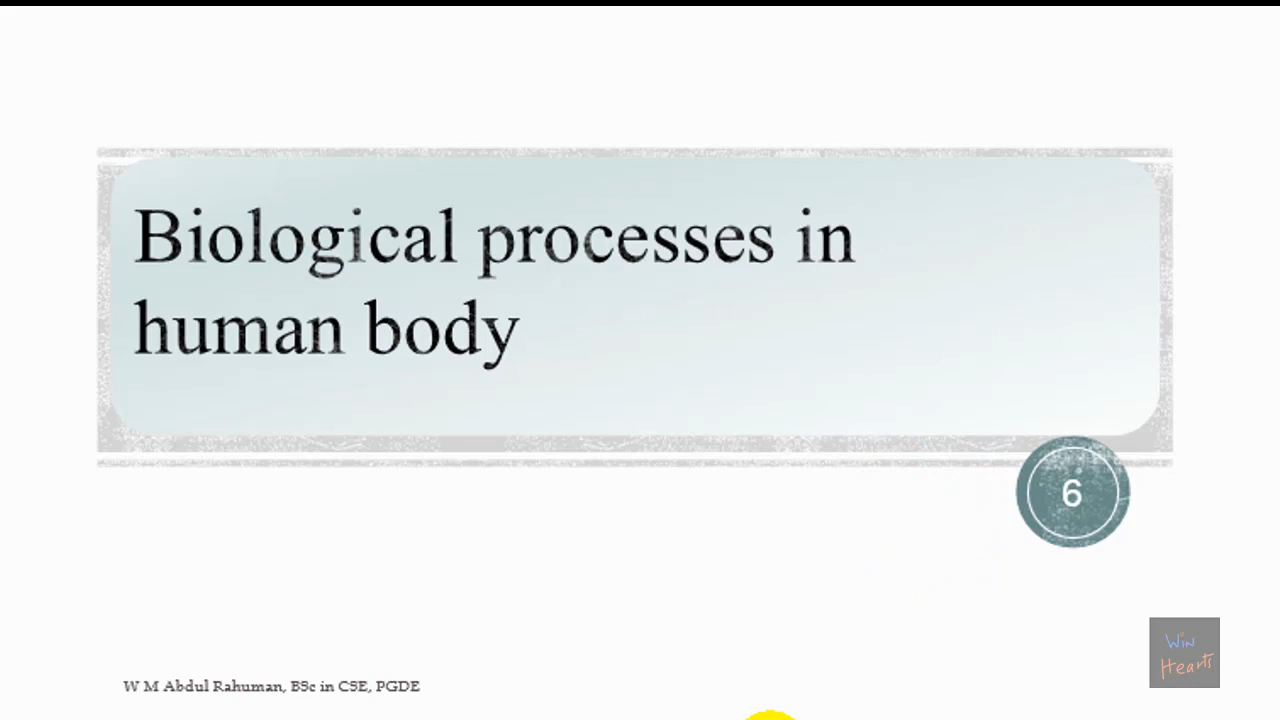 Biological processes in
human body
6
Win
Hearts
W M Abdul Rahuman, BSc in CSE, PGDE